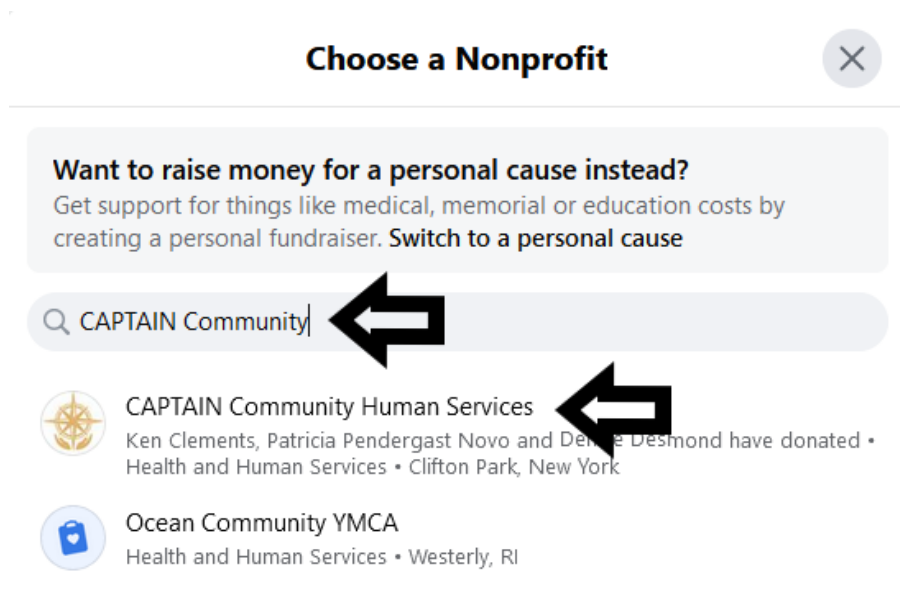 Choose a Nonprofit
Want to raise money for a personal cause instead?
Get support for things like medical, memorial or education costs by
creating a personal fundraiser. Switch to a personal cause
CAPTAIN Community
CAPTAIN Community Human Services
Ken Clements, Patricia Pendergast Novo and Desmond have donated •
Health and Human Services • Clifton Park, New York
Ocean Community YMCA
Health and Human Services • Westerly, RI